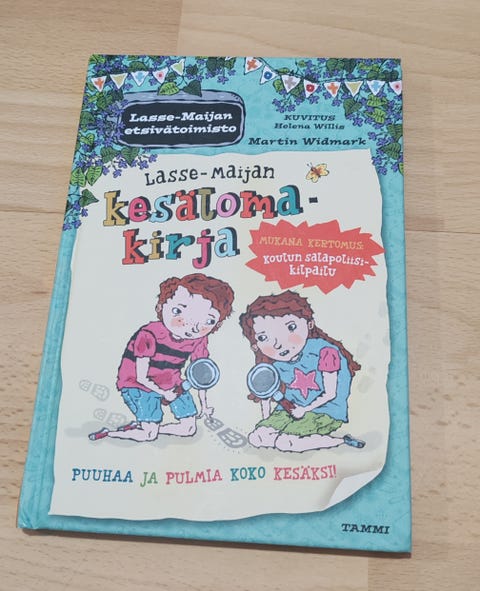 Lasse-Maijan
etsivätoimisto
KUVITUS
Helena Willis
Martin Widmark
Lasse-Maijan
kesäloma-
kirja
MUKANA KERTOMUS:
koulun salapoliisi-
kilpailu
PUUHAA JA PULMIA KOKO KESÄKSI!
TAMMI